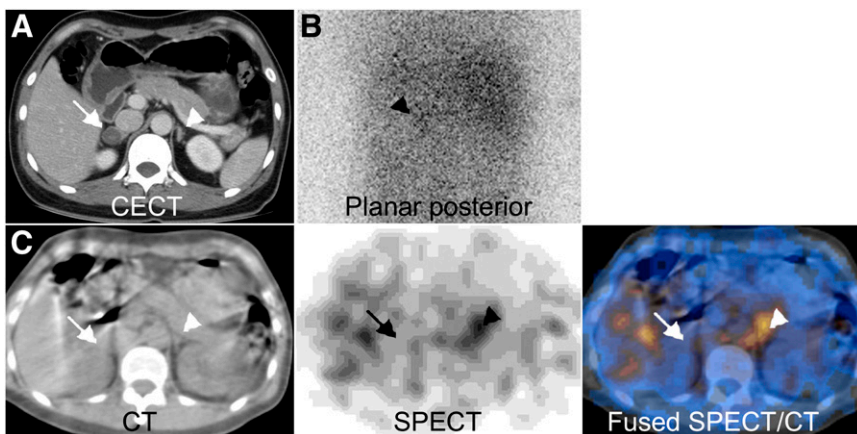 A
CECT
B
Planar posterior
C
CT
SPECT
Fused SPECT/CT